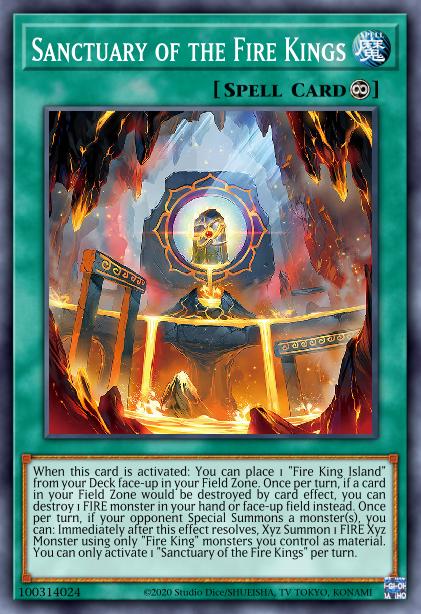 SANCTUARY OF THE FIRE KINGS
SPELL
魔
[SPELL CARD]
When this card is activated: You can place 1 "Fire King Island"
from your Deck face-up in your Field Zone. Once per turn, if a card
in your Field Zone would be destroyed by card effect, you can
destroy 1 FIRE monster in your hand or face-up field instead. Once
per turn, if your opponent Special Summons a monster(s), you
can: Immediately after this effect resolves, Xyz Summon 1 FIRE Xyz
Monster using only "Fire King" monsters you control as material.
You can only activate 1 "Sanctuary of the Fire Kings" per turn.
100314024
©2020 Studio Dice/SHUEISHA, TV TOKYO, KONAMI